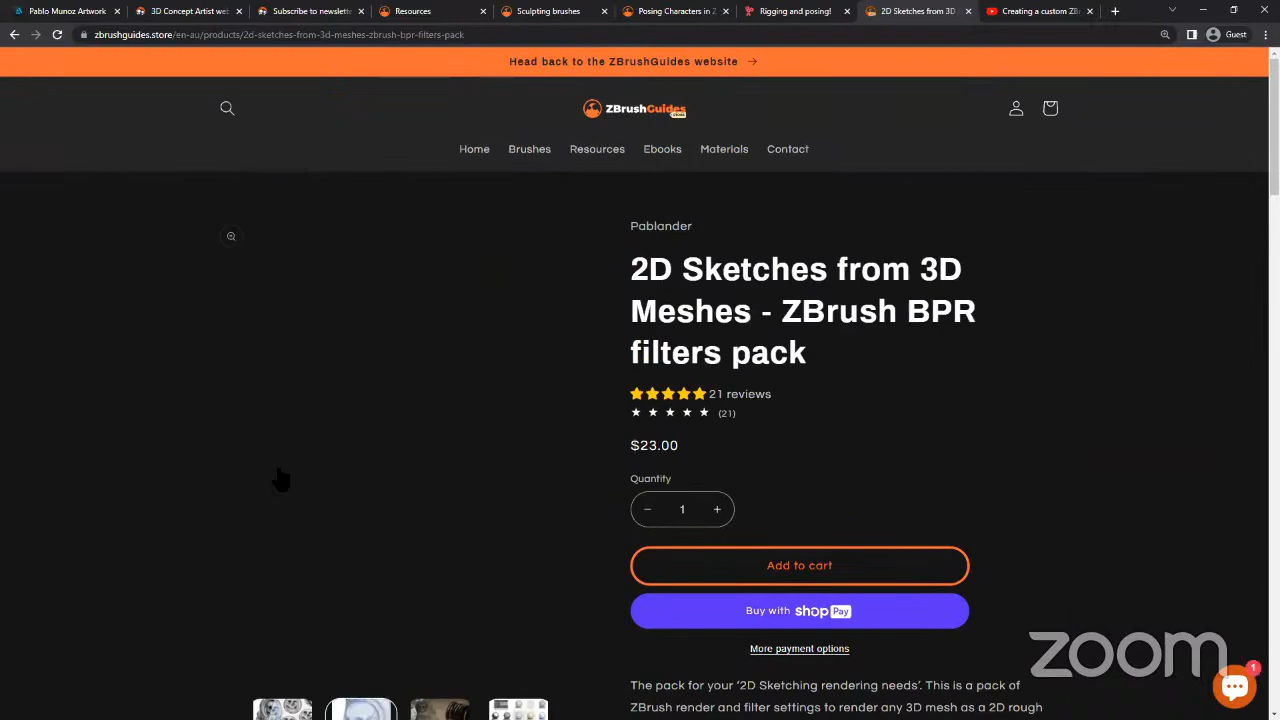 Pablo Munoz Artwork
3D Concept Artist web
Subscribe to newslette
Resources
Sculpting brushes
Posing Characters in Z
Rigging and posing!
2D Sketches from 3D
Creating a custom ZBr
zbrushguides.store/en-au/products/2d-sketches-from-3d-meshes-zbrush-bpr-filters-pack
Guest
Head back to the ZBrushGuides website →
ZBrushGuides
Home
Brushes
Resources
Ebooks
Materials
Contact
Pablander
2D Sketches from 3D
Meshes - ZBrush BPR
filters pack
21 reviews
(21)
$23.00
Quantity
− 1 +
Add to cart
Buy with shop Pay
More payment options
The pack for your ‘2D Sketching rendering needs’. This is a pack of
ZBrush render and filter settings to render any 3D mesh as a 2D rough
zoom
1